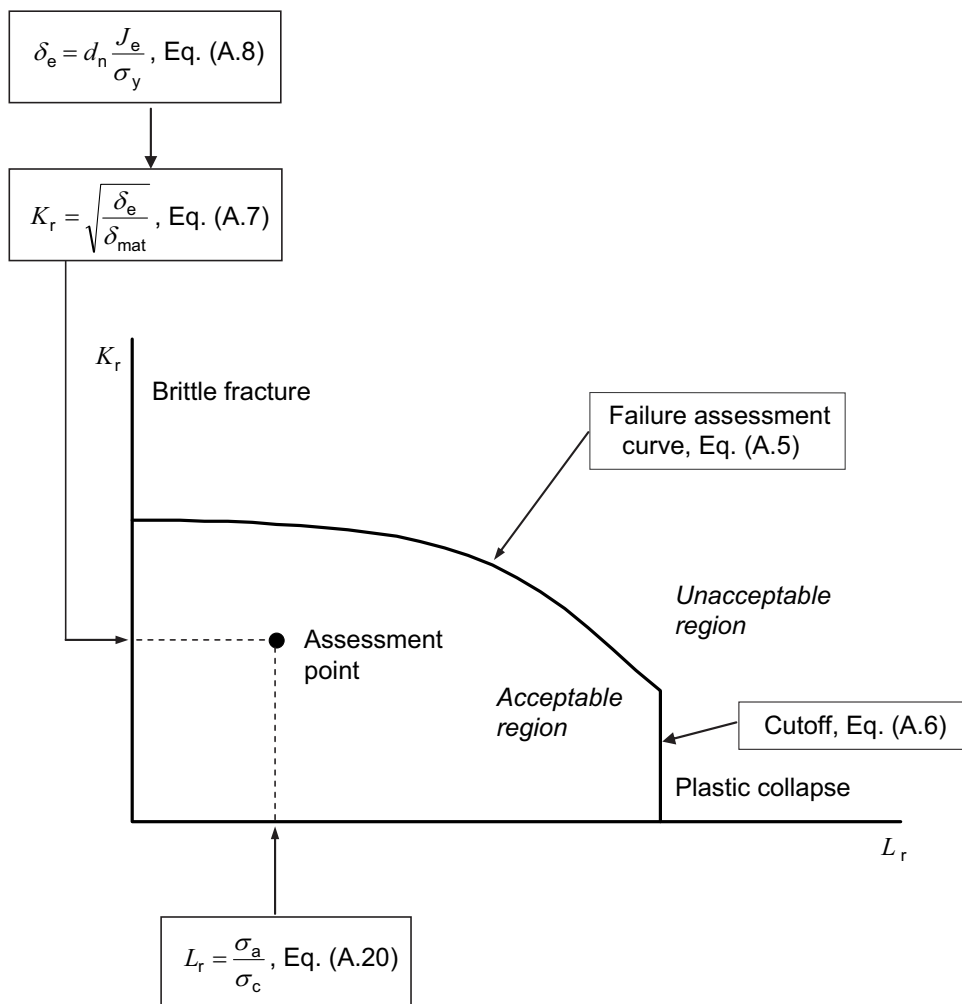 δe = dn Je/σy, Eq. (A.8)
Kr = √(δe/δmat), Eq. (A.7)
Kr
Brittle fracture
Failure assessment
curve, Eq. (A.5)
Unacceptable
region
Assessment
point
Acceptable
region
Cutoff, Eq. (A.6)
Plastic collapse
Lr
Lr = σa/σc, Eq. (A.20)